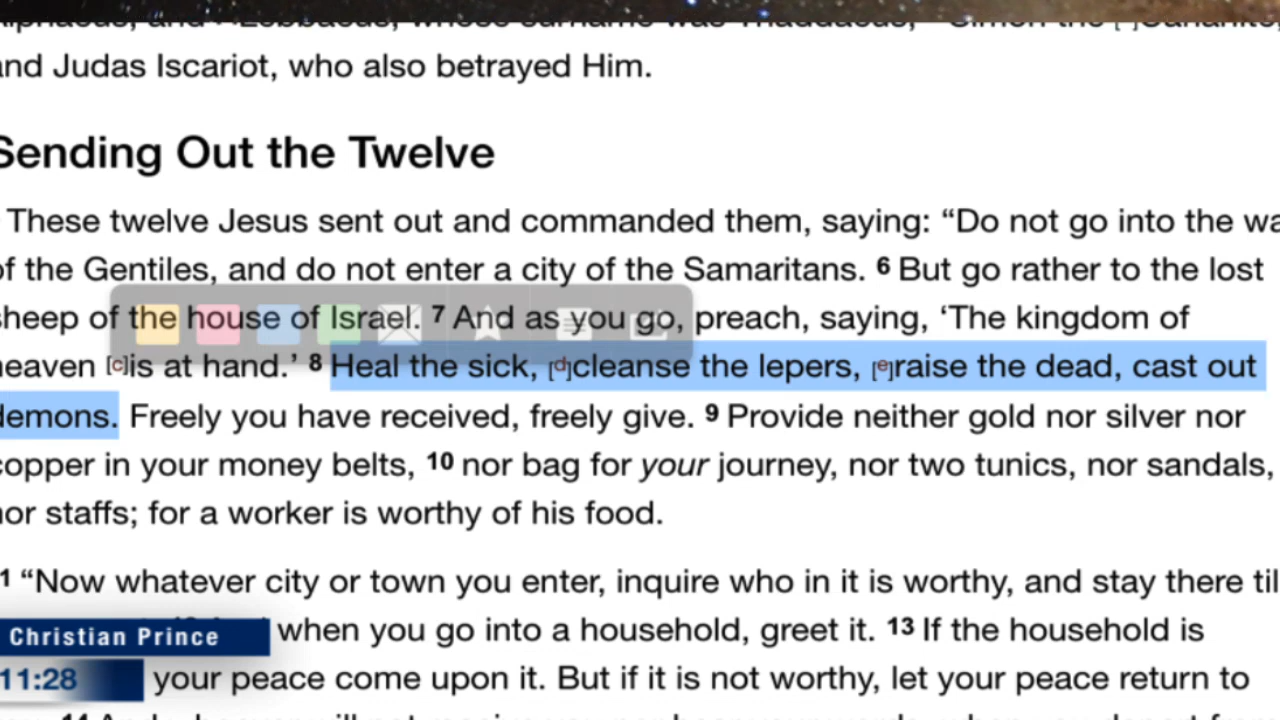 and Judas Iscariot, who also betrayed Him.
Sending Out the Twelve
These twelve Jesus sent out and commanded them, saying: “Do not go into the wa
of the Gentiles, and do not enter a city of the Samaritans. 6 But go rather to the lost
sheep of the house of Israel. 7 And as you go, preach, saying, ‘The kingdom of
heaven [c]is at hand.’ 8 Heal the sick, [d]cleanse the lepers, [e]raise the dead, cast out
demons. Freely you have received, freely give. 9 Provide neither gold nor silver nor
copper in your money belts, 10 nor bag for your journey, nor two tunics, nor sandals,
nor staffs; for a worker is worthy of his food.
1 “Now whatever city or town you enter, inquire who in it is worthy, and stay there til
Christian Prince
when you go into a household, greet it. 13 If the household is
11:28
your peace come upon it. But if it is not worthy, let your peace return to